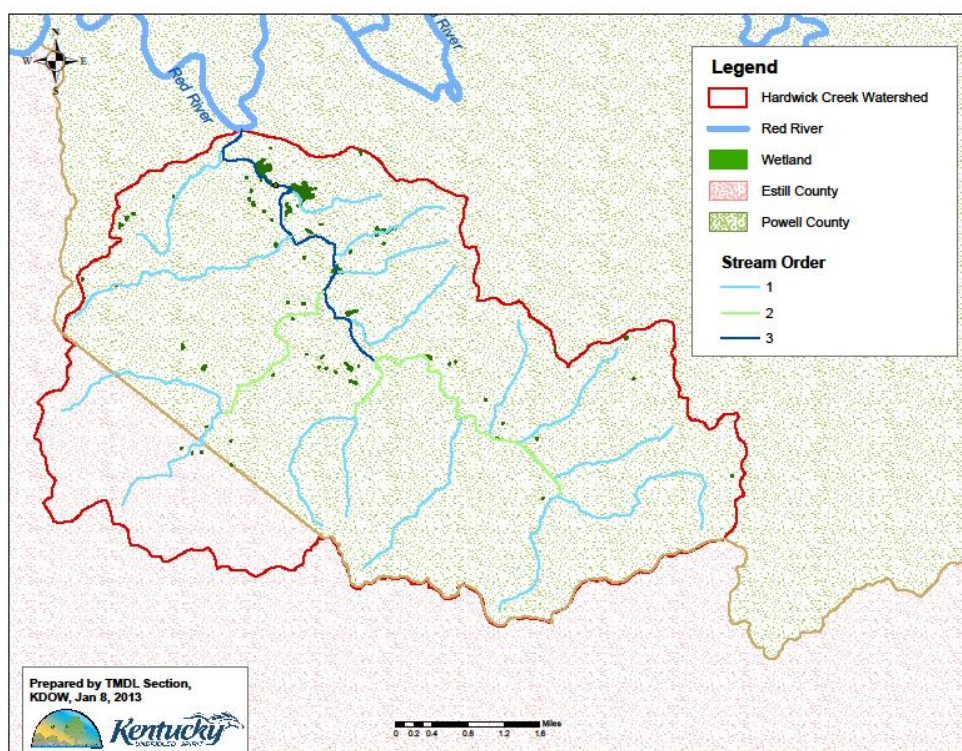 N
W E
S
Red River
d River
Legend
Hardwick Creek Watershed
Red River
Wetland
Estill County
Powell County
Stream Order
1
2
3
Prepared by TMDL Section,
KDOW, Jan 8, 2013
Kentucky
UNBRIDLED SPIRIT
Miles
0 0.2 0.4 0.8 1.2 1.6